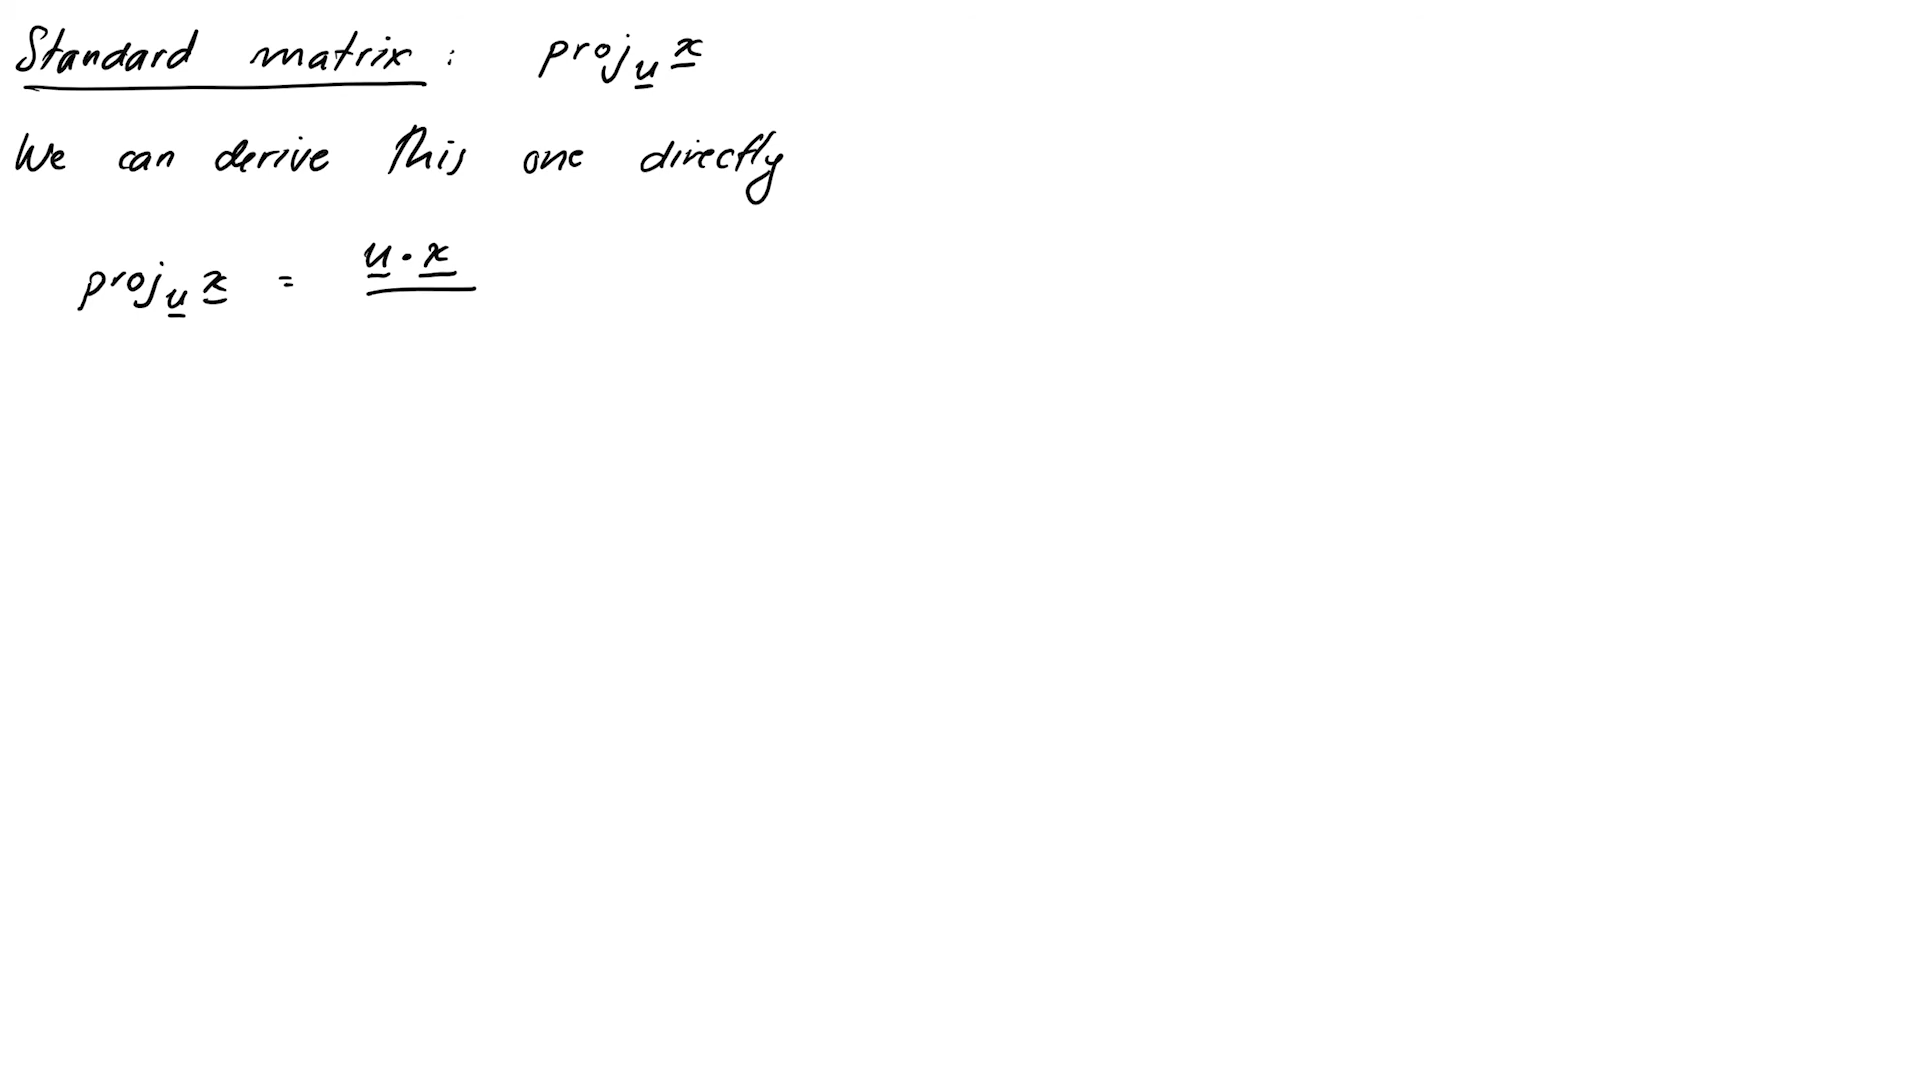 Standard matrix : proj_u x
We can derive this one directly
proj_u x = u · x